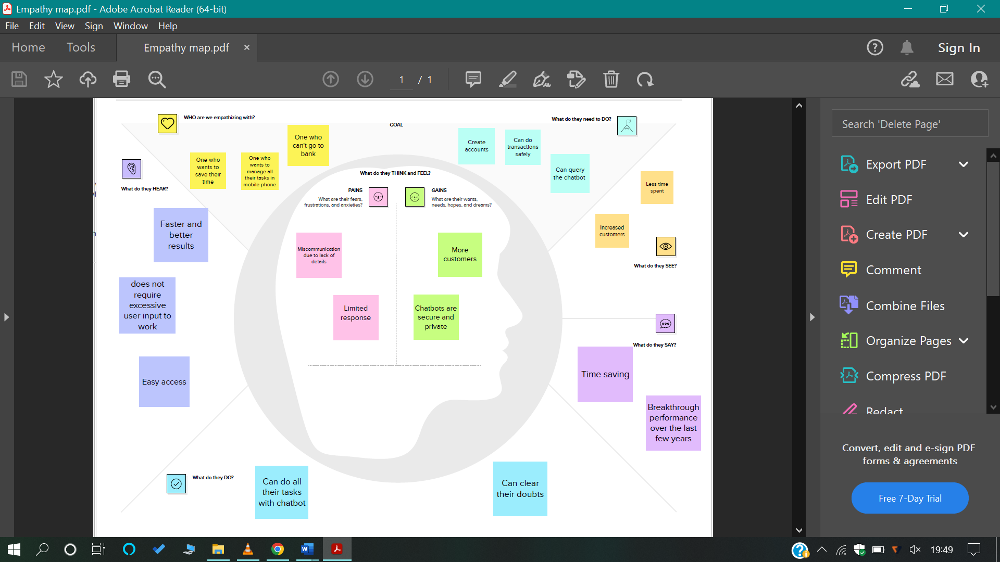 Empathy map.pdf - Adobe Acrobat Reader (64-bit)
File Edit View Sign Window Help
Home Tools Empathy map.pdf × Sign In
1 / 1
WHO are we empathizing with?
One who
wants to
save their
time
One who
wants to
manage all
their tasks in
mobile phone
One who
can't go to
bank
GOAL
What do they need to DO?
Create
accounts
Can do
transactions
safely
Can query
the chatbot
What do they HEAR?
Faster and
better
results
does not
require
excessive
user input to
work
Easy access
What do they THINK and FEEL?
PAINS
What are their fears,
frustrations, and anxieties?
Miscommunication
due to lack of
details
Limited
response
GAINS
What are their wants,
needs, hopes, and dreams?
More
customers
Chatbots are
secure and
private
Less time
spent
Increased
customers
What do they SEE?
What do they SAY?
Time saving
Breakthrough
performance
over the last
few years
What do they DO?
Can do all
their tasks
with chatbot
Can clear
their doubts
Search 'Delete Page'
Export PDF
Edit PDF
Create PDF
Comment
Combine Files
Organize Pages
Compress PDF
Redact
Convert, edit and e-sign PDF
forms & agreements
Free 7-Day Trial
19:49